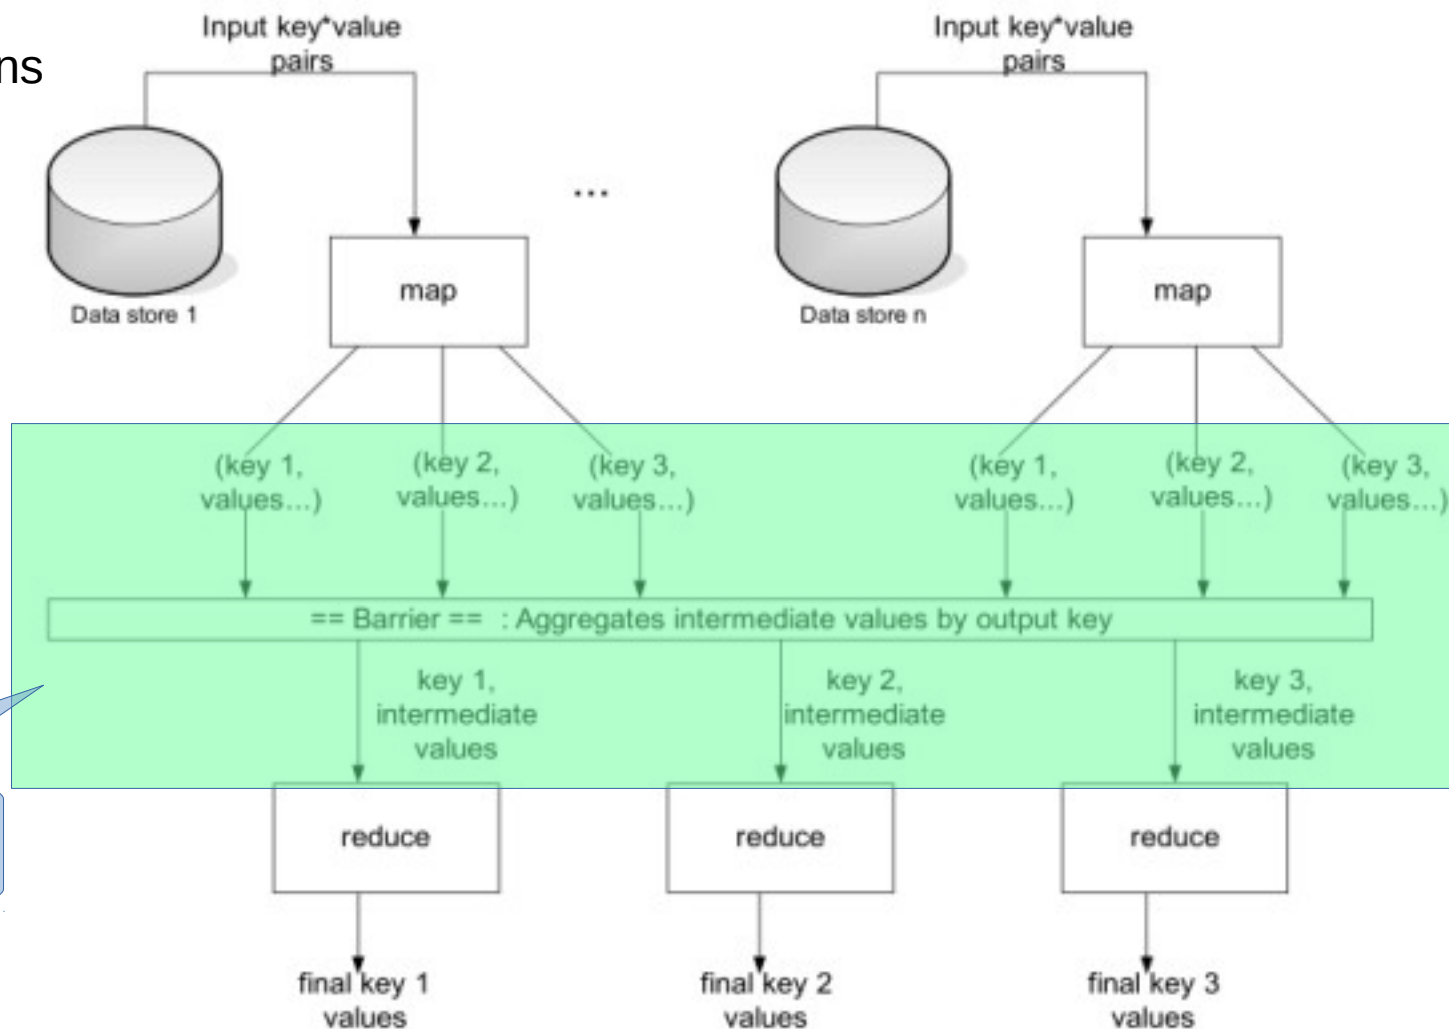 Input key*value
pairs
Input key*value
pairs
ns
...
map
map
Data store 1
Data store n
(key 1,
values...)
(key 2,
values...)
(key 3,
values...)
(key 1,
values...)
(key 2,
values...)
(key 3,
values...)
== Barrier == : Aggregates intermediate values by output key
key 1,
intermediate
values
key 2,
intermediate
values
key 3,
intermediate
values
reduce
reduce
reduce
final key 1
values
final key 2
values
final key 3
values